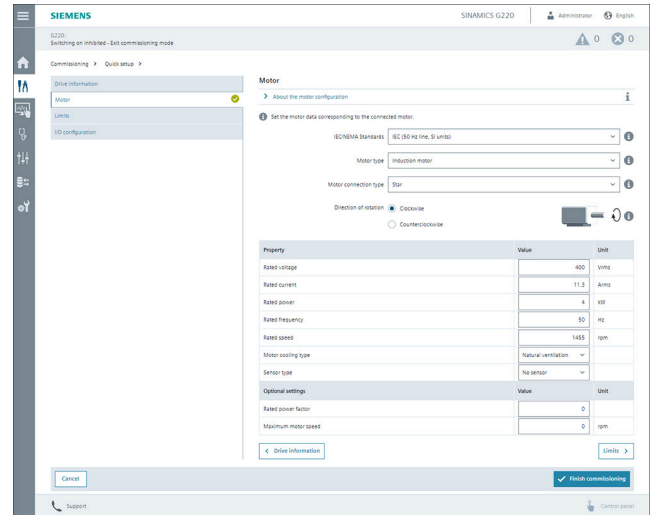 SIEMENS
SINAMICS G220
Administrator
English
G220:
Switching on inhibited - Exit commissioning mode
0
0
Commissioning > Quick setup >
Drive information
Motor
Limits
I/O configuration
Motor
> About the motor configuration
Set the motor data corresponding to the connected motor.
IEC/NEMA Standards IEC (50 Hz line, SI units)
Motor type Induction motor
Motor connection type Star
Direction of rotation Clockwise
Counterclockwise
Property Value Unit
Rated voltage 400 Vrms
Rated current 11.3 Arms
Rated power 4 kW
Rated frequency 50 Hz
Rated speed 1455 rpm
Motor cooling type Natural ventilation
Sensor type No sensor
Optional settings Value Unit
Rated power factor 0
Maximum motor speed 0 rpm
< Drive information
Limits >
Cancel
Finish commissioning
Support
Control panel